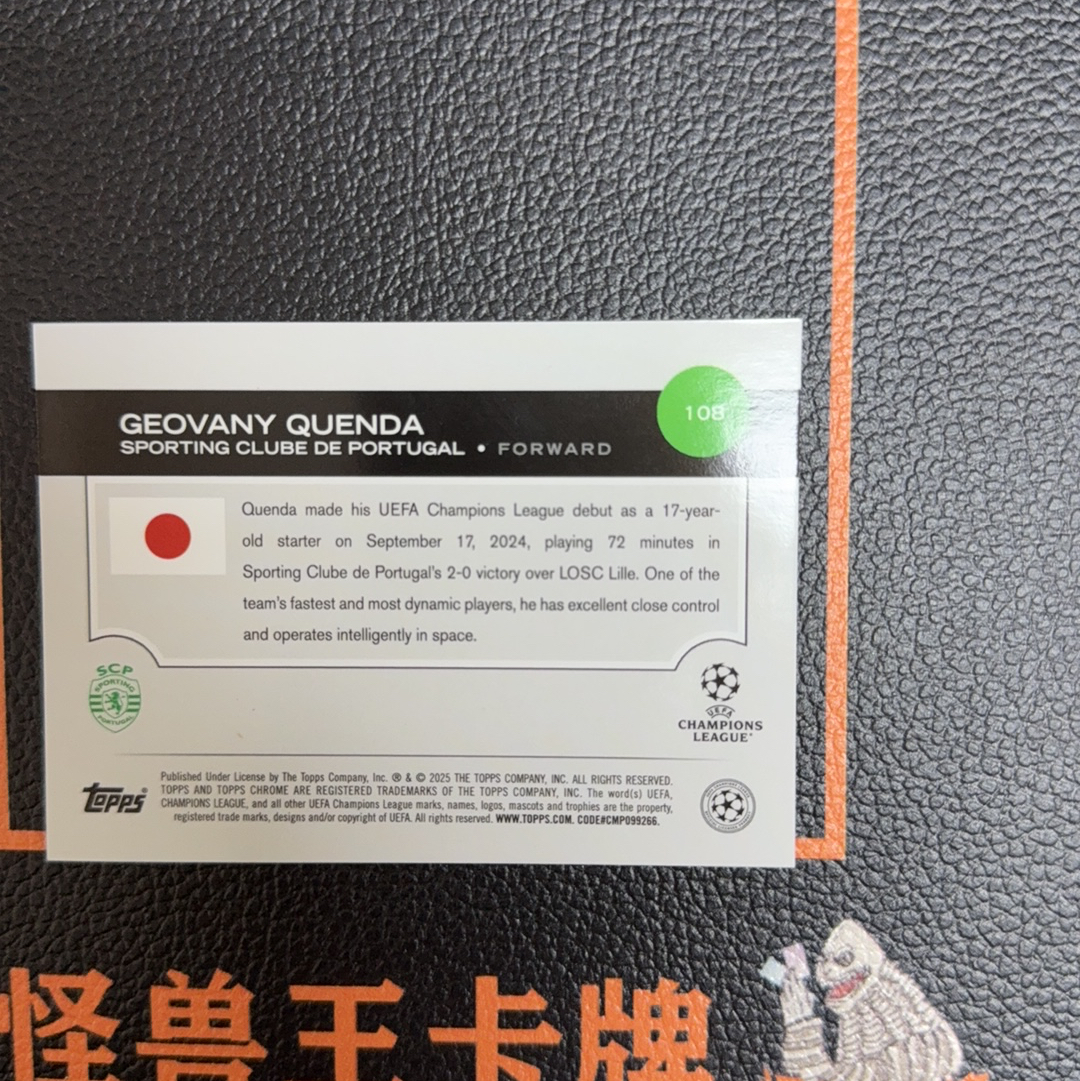 GEOVANY QUENDA
SPORTING CLUBE DE PORTUGAL • FORWARD
108
Quenda made his UEFA Champions League debut as a 17-year-
old starter on September 17, 2024, playing 72 minutes in
Sporting Clube de Portugal's 2-0 victory over LOSC Lille. One of the
team's fastest and most dynamic players, he has excellent close control
and operates intelligently in space.
SCP
SPORTING
PORTUGAL
UEFA
CHAMPIONS
LEAGUE
topps
Published Under License by The Topps Company, Inc. ® & © 2025 THE TOPPS COMPANY, INC. ALL RIGHTS RESERVED.
TOPPS AND TOPPS CHROME ARE REGISTERED TRADEMARKS OF THE TOPPS COMPANY, INC. The word(s) UEFA,
CHAMPIONS LEAGUE, and all other UEFA Champions League marks, names, logos, mascots and trophies are the property,
registered trade marks, designs and/or copyright of UEFA. All rights reserved. WWW.TOPPS.COM. CODE#CMP099266.
怪兽王卡牌